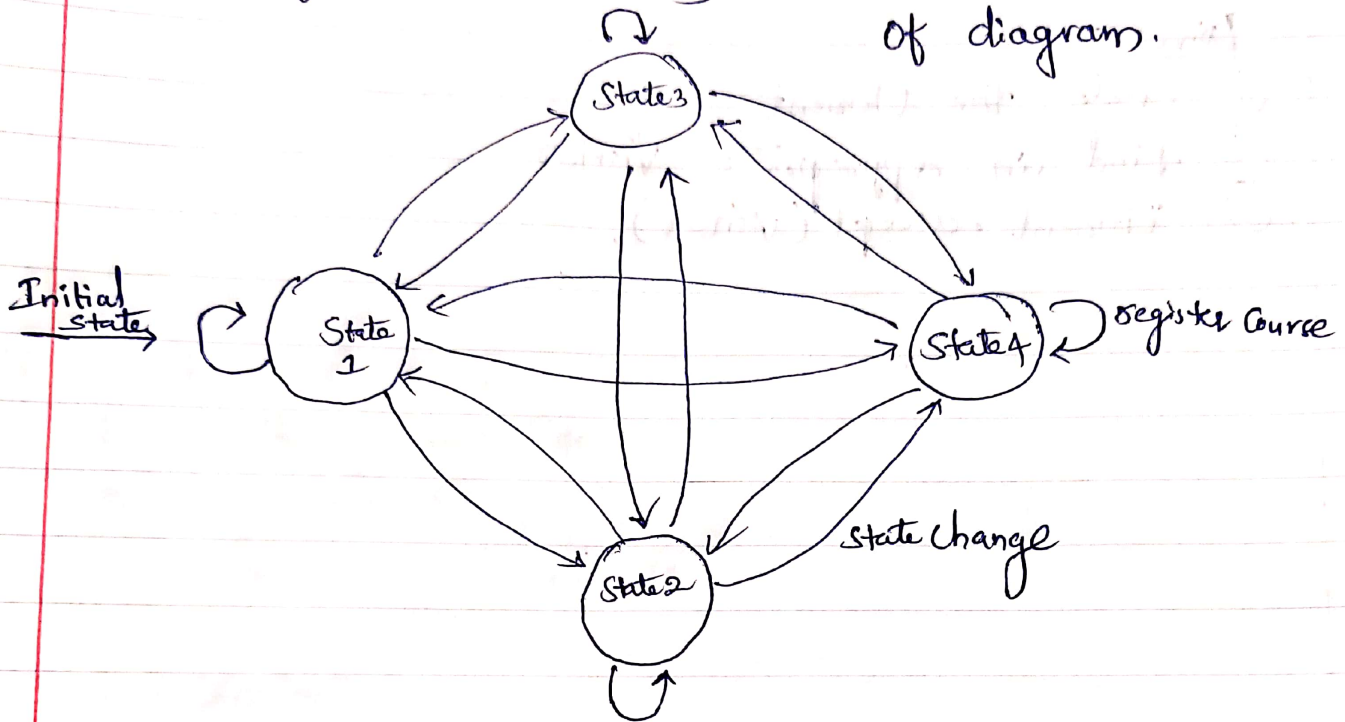 of diagram.
State3
Initial
state
State
1
State4
register Course
State change
State2